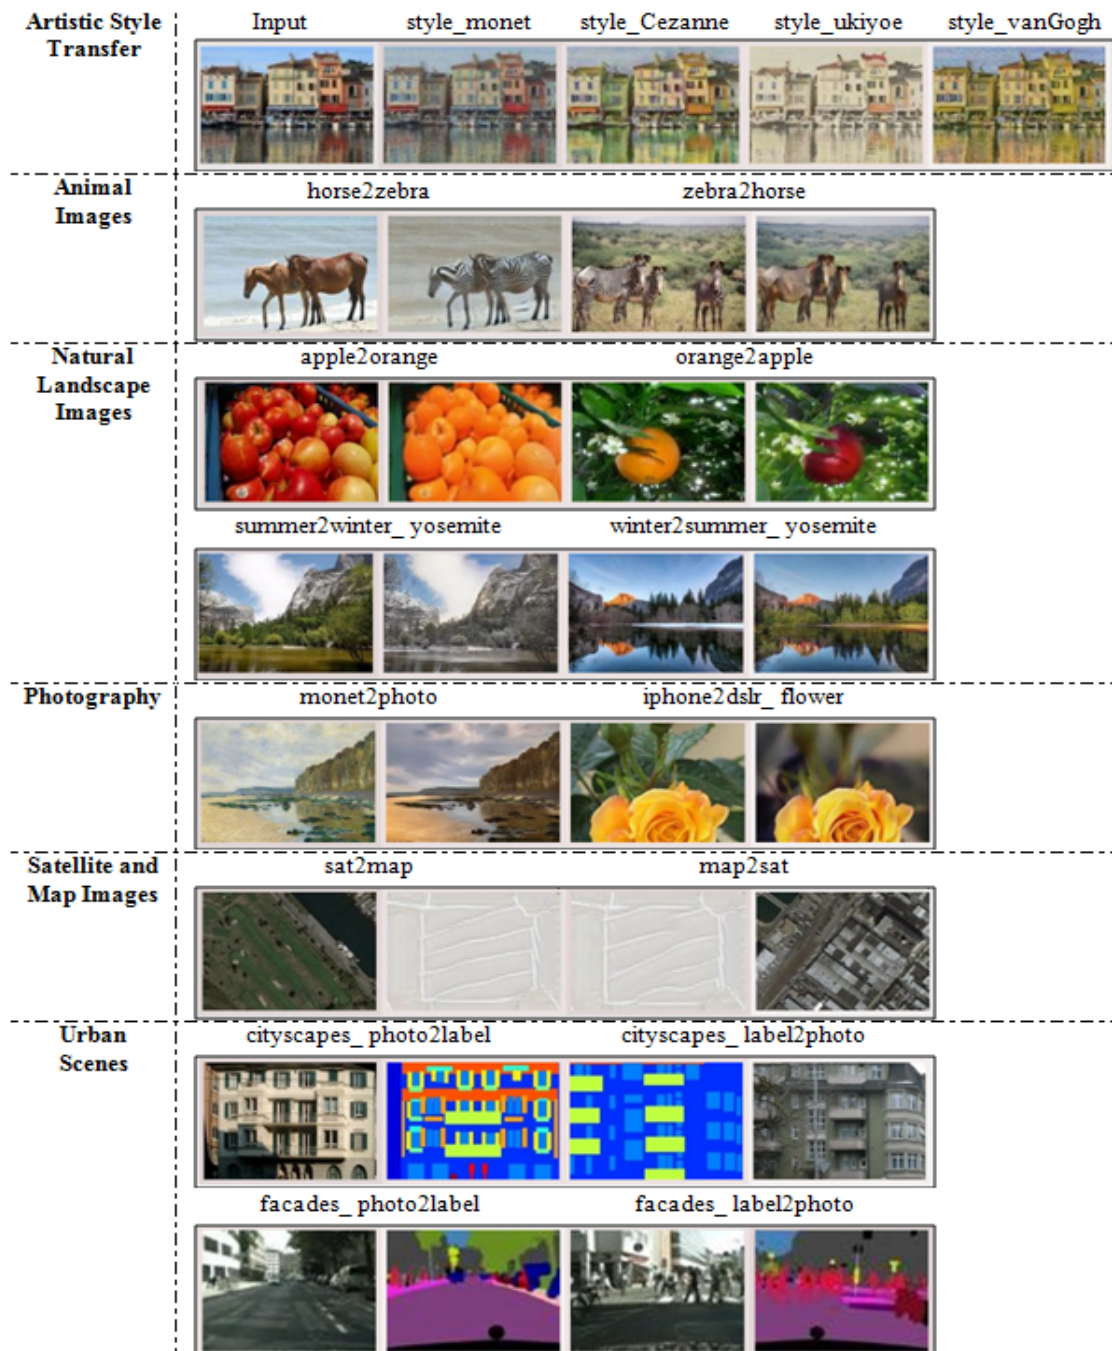 Artistic Style
Transfer
Input
style_monet
style_Cezanne
style_ukiyoe
style_vanGogh
Animal
Images
horse2zebra
zebra2horse
Natural
Landscape
Images
apple2orange
orange2apple
summer2winter_ yosemite
winter2summer_ yosemite
Photography
monet2photo
iphone2dslr_ flower
Satellite and
Map Images
sat2map
map2sat
Urban
Scenes
cityscapes_ photo2label
cityscapes_ label2photo
facades_ photo2label
facades_ label2photo